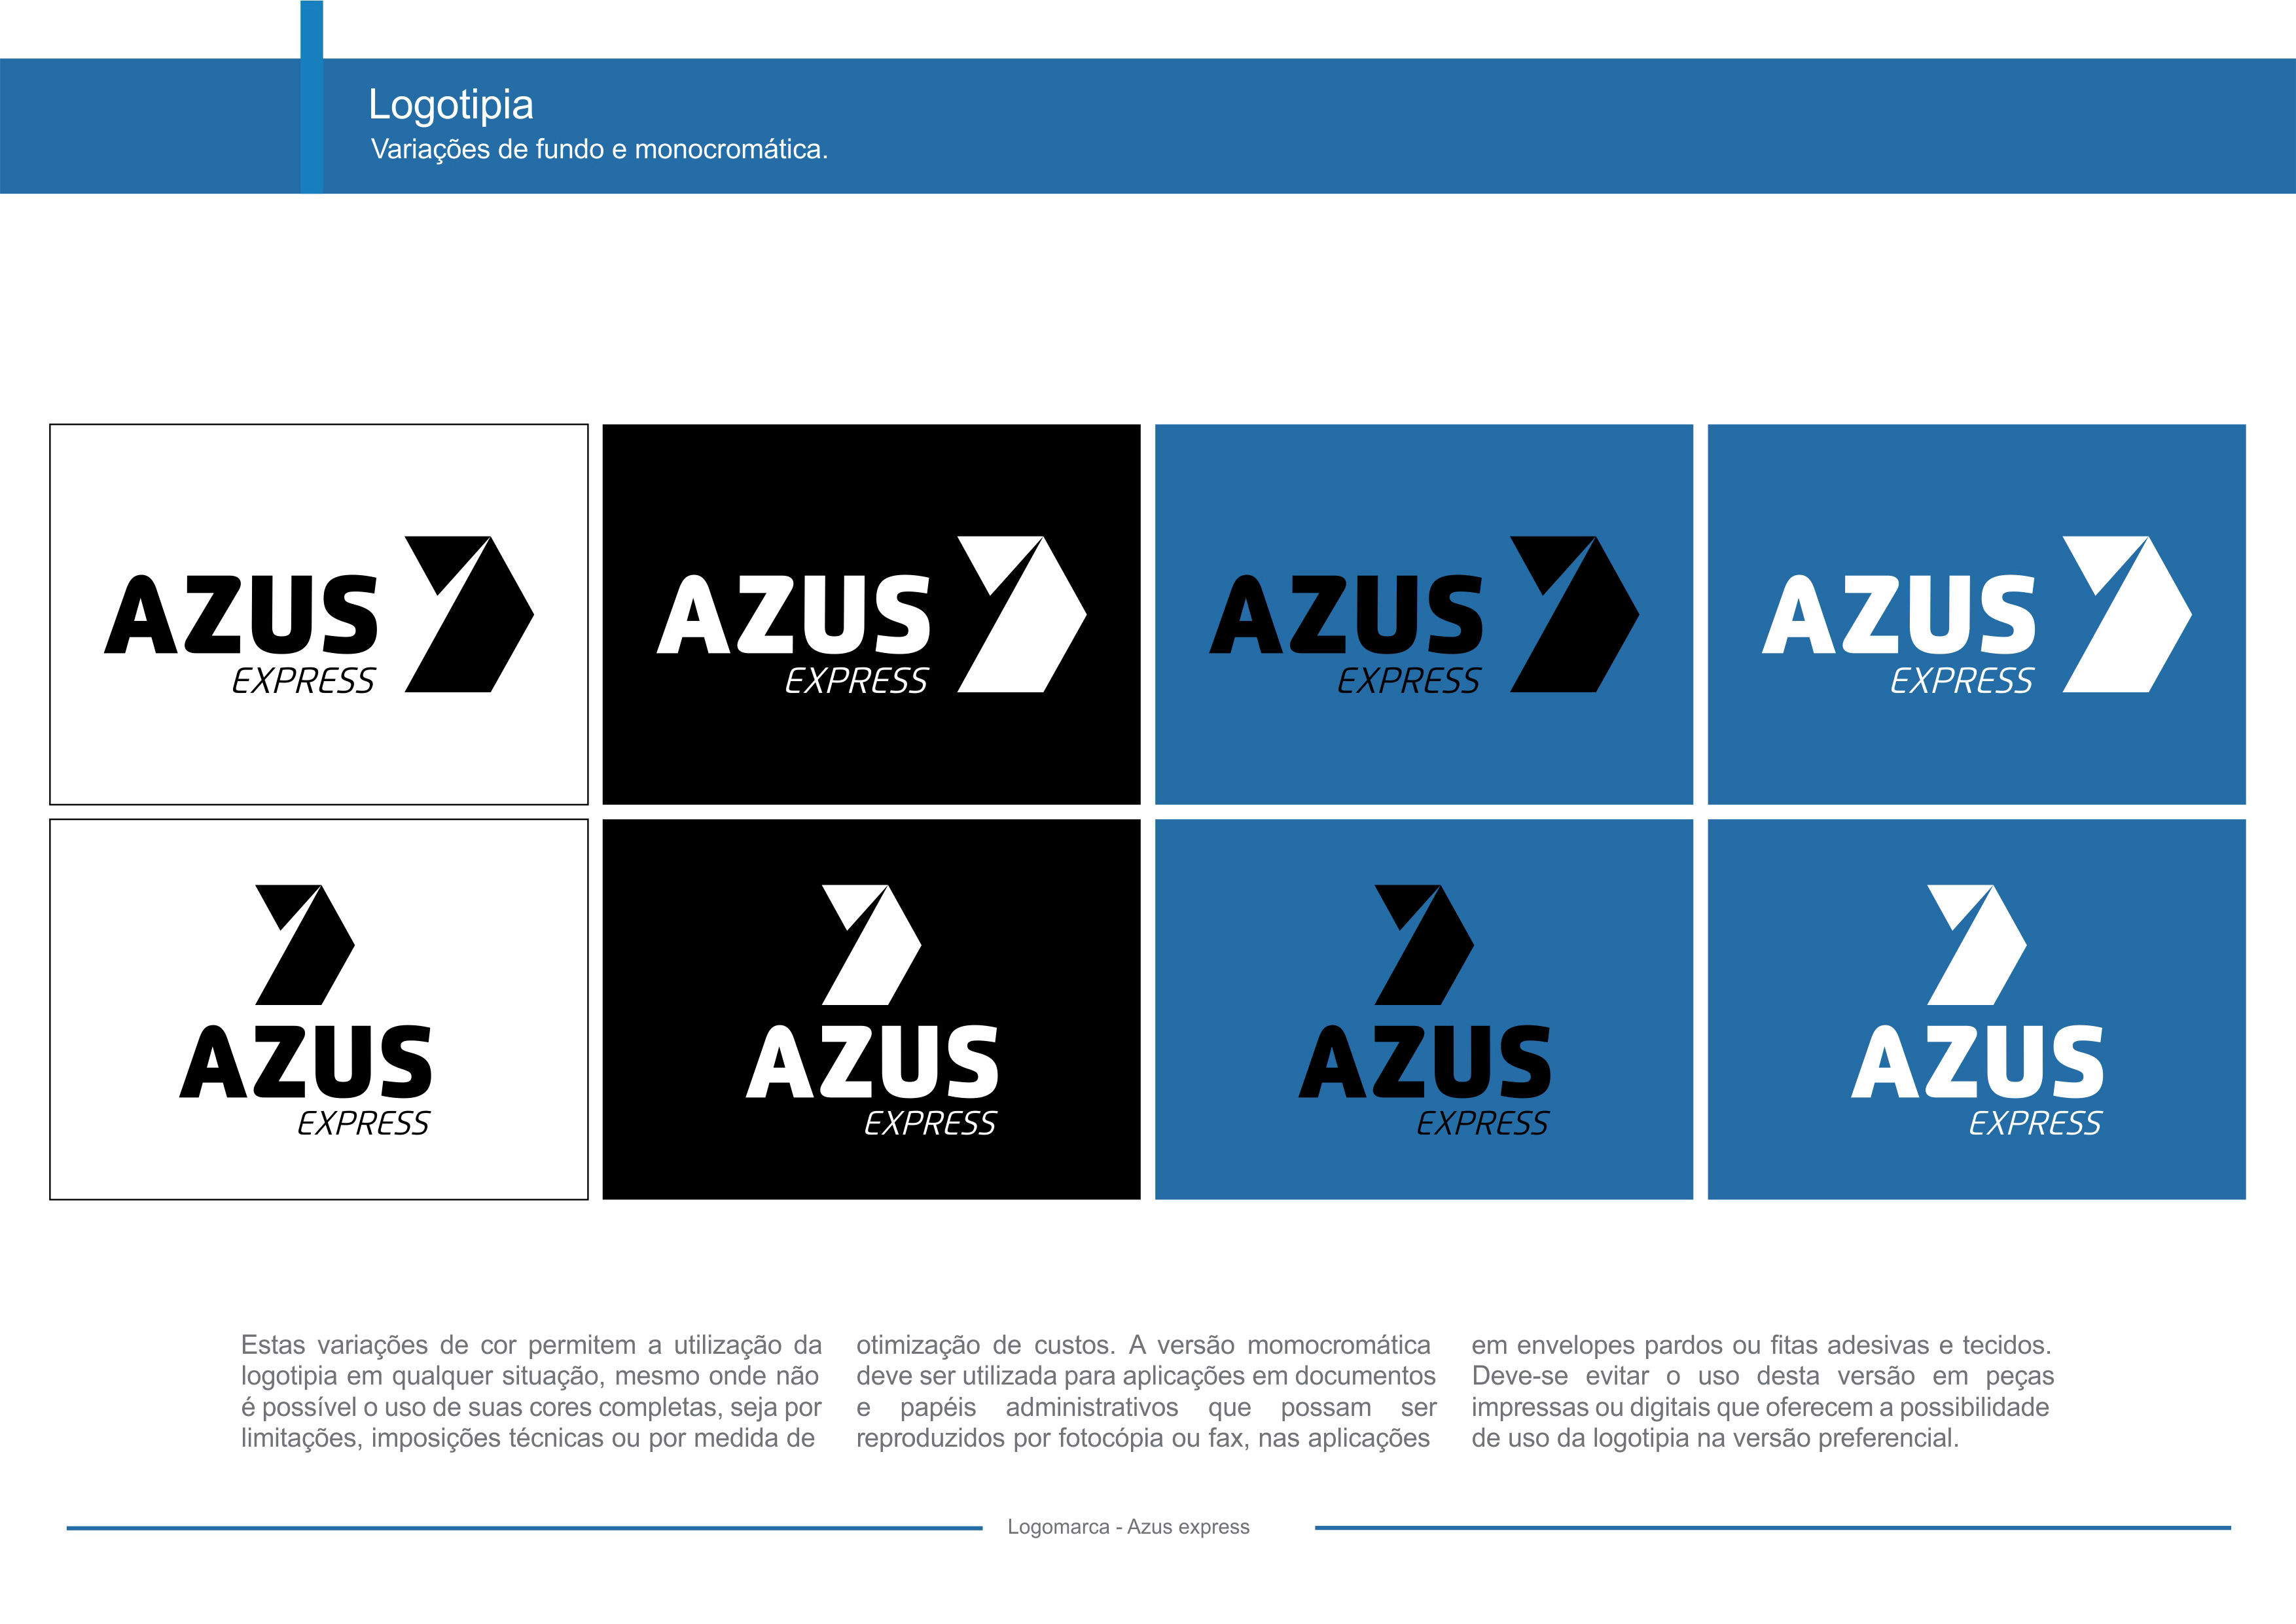 Logotipia
Variações de fundo e monocromática.
AZUS
EXPRESS
AZUS
EXPRESS
AZUS
EXPRESS
AZUS
EXPRESS
AZUS
EXPRESS
AZUS
EXPRESS
AZUS
EXPRESS
AZUS
EXPRESS
Estas variações de cor permitem a utilização da
logotipia em qualquer situação, mesmo onde não
é possível o uso de suas cores completas, seja por
limitações, imposições técnicas ou por medida de
otimização de custos. A versão momocromática
deve ser utilizada para aplicações em documentos
e papéis administrativos que possam ser
reproduzidos por fotocópia ou fax, nas aplicações
em envelopes pardos ou fitas adesivas e tecidos.
Deve-se evitar o uso desta versão em peças
impressas ou digitais que oferecem a possibilidade
de uso da logotipia na versão preferencial.
Logomarca - Azus express